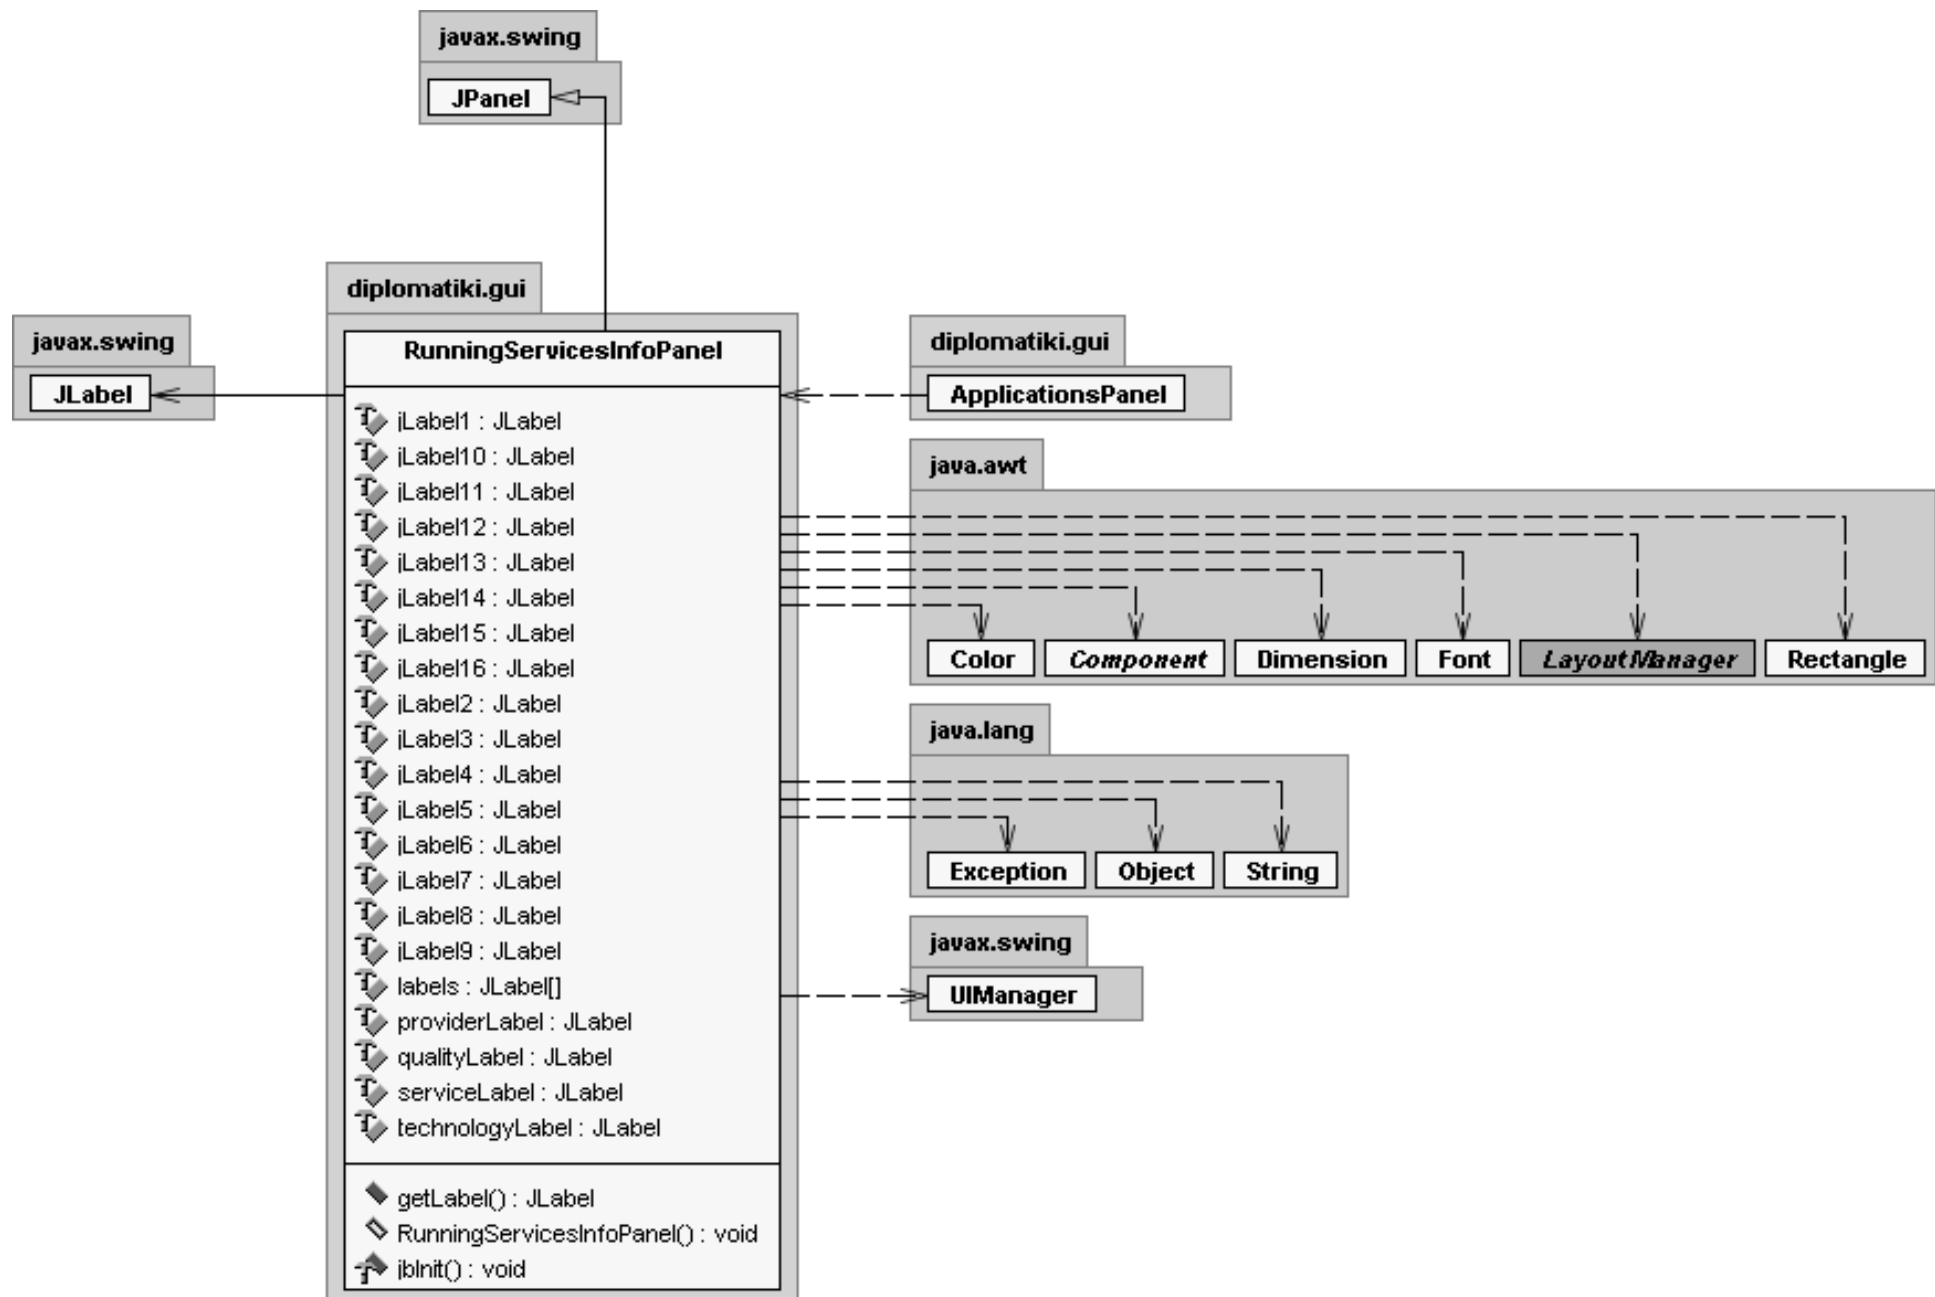 javax.swing
JPanel
diplomatiki.gui
RunningServicesInfoPanel
javax.swing
JLabel
jLabel1 : JLabel
jLabel10 : JLabel
jLabel11 : JLabel
jLabel12 : JLabel
jLabel13 : JLabel
jLabel14 : JLabel
jLabel15 : JLabel
jLabel16 : JLabel
jLabel2 : JLabel
jLabel3 : JLabel
jLabel4 : JLabel
jLabel5 : JLabel
jLabel6 : JLabel
jLabel7 : JLabel
jLabel8 : JLabel
jLabel9 : JLabel
labels : JLabel[]
providerLabel : JLabel
qualityLabel : JLabel
serviceLabel : JLabel
technologyLabel : JLabel
getLabel() : JLabel
RunningServicesInfoPanel() : void
jbInit() : void
diplomatiki.gui
ApplicationsPanel
java.awt
Color Component Dimension Font LayoutManager Rectangle
java.lang
Exception Object String
javax.swing
UIManager